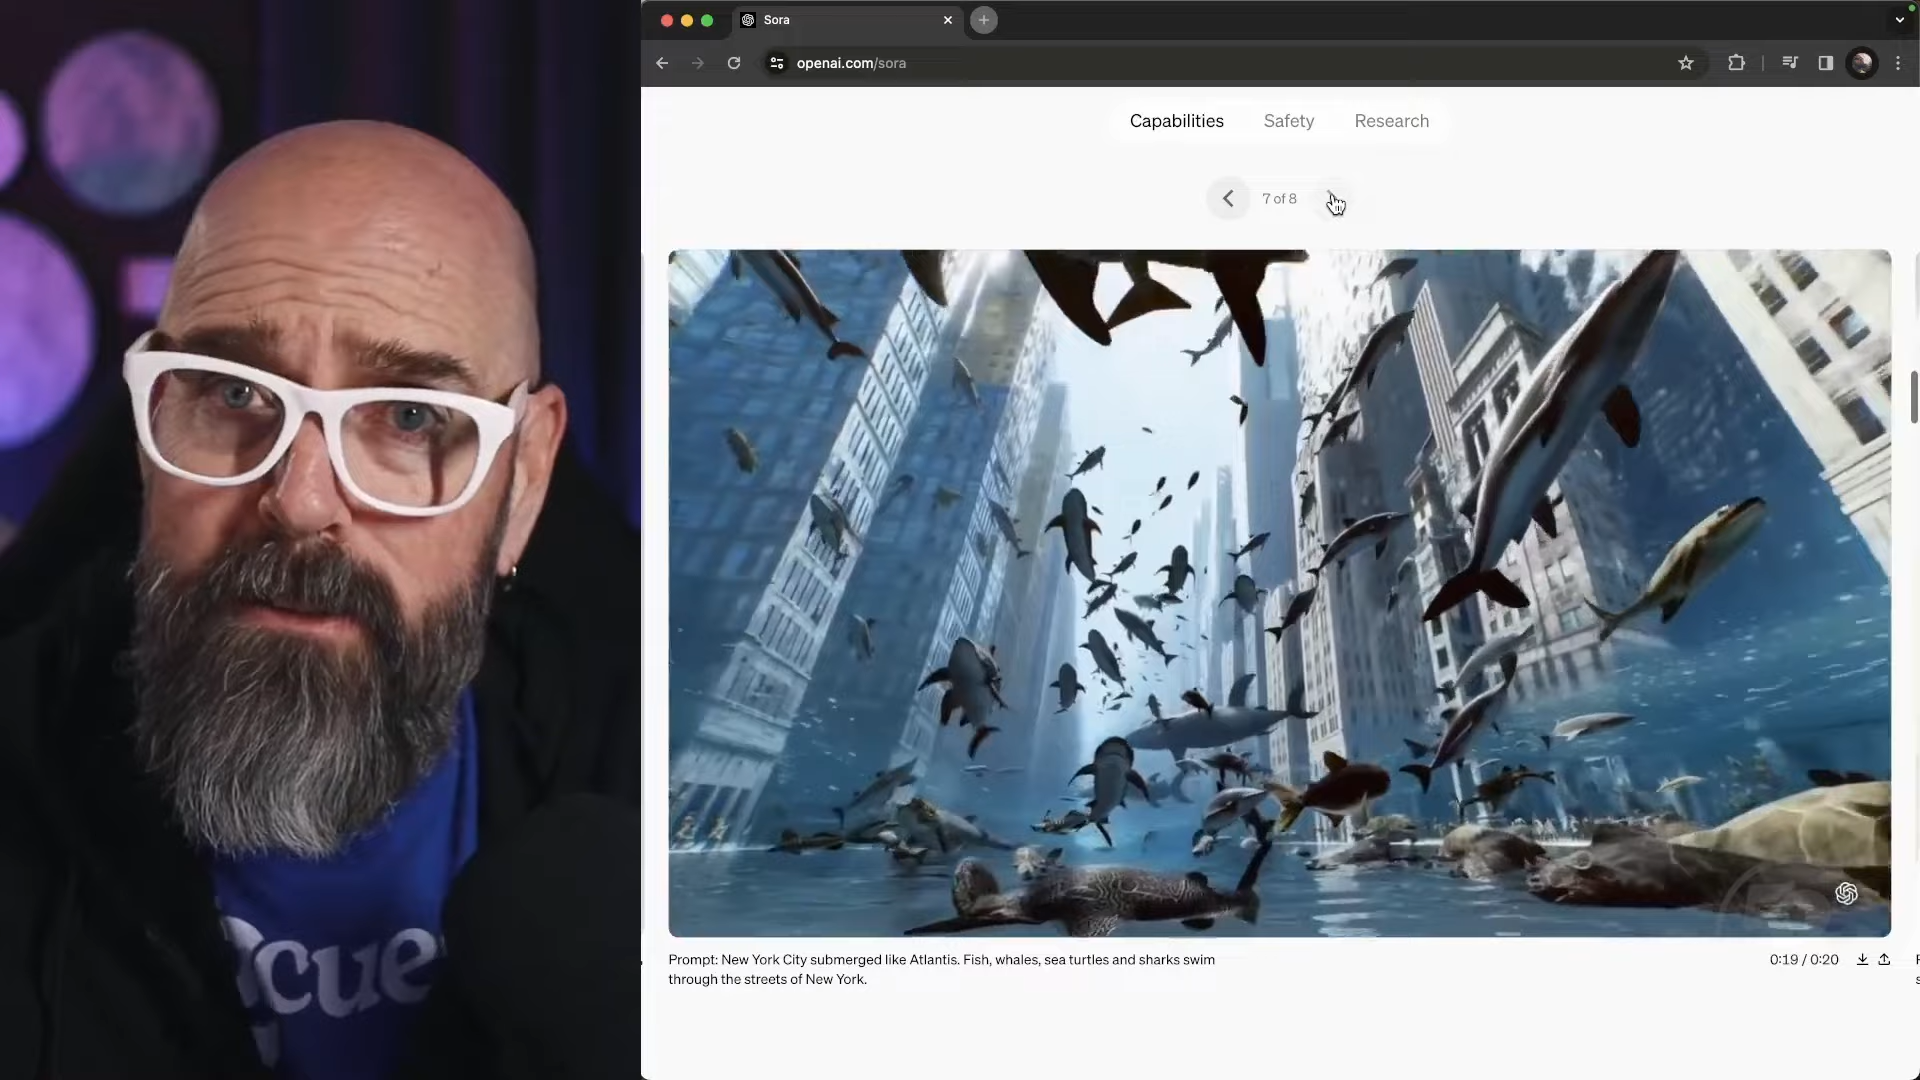 Sora
openai.com/sora
Capabilities
Safety
Research
7 of 8
Prompt: New York City submerged like Atlantis. Fish, whales, sea turtles and sharks swim
through the streets of New York.
0:19 / 0:20
cue